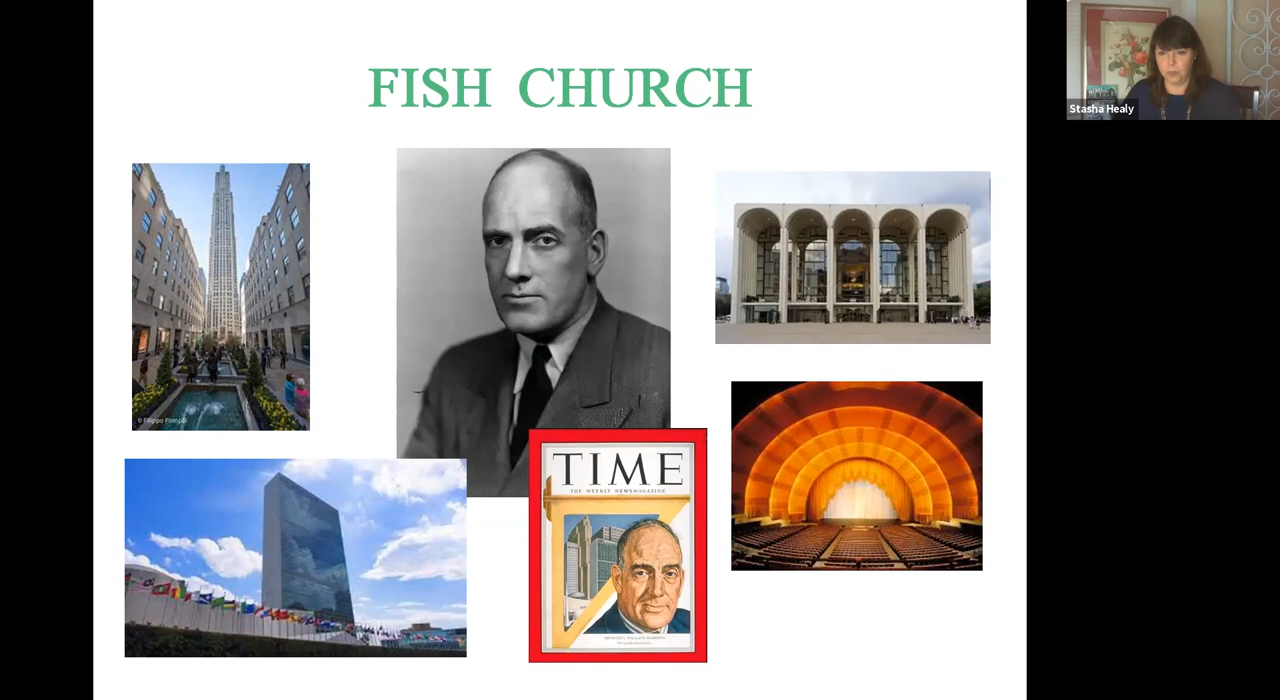 FISH CHURCH
Stasha Healy
© Filippo Pompili
TIME
THE WEEKLY NEWSMAGAZINE
ARCHITECT WALLACE HARRISON